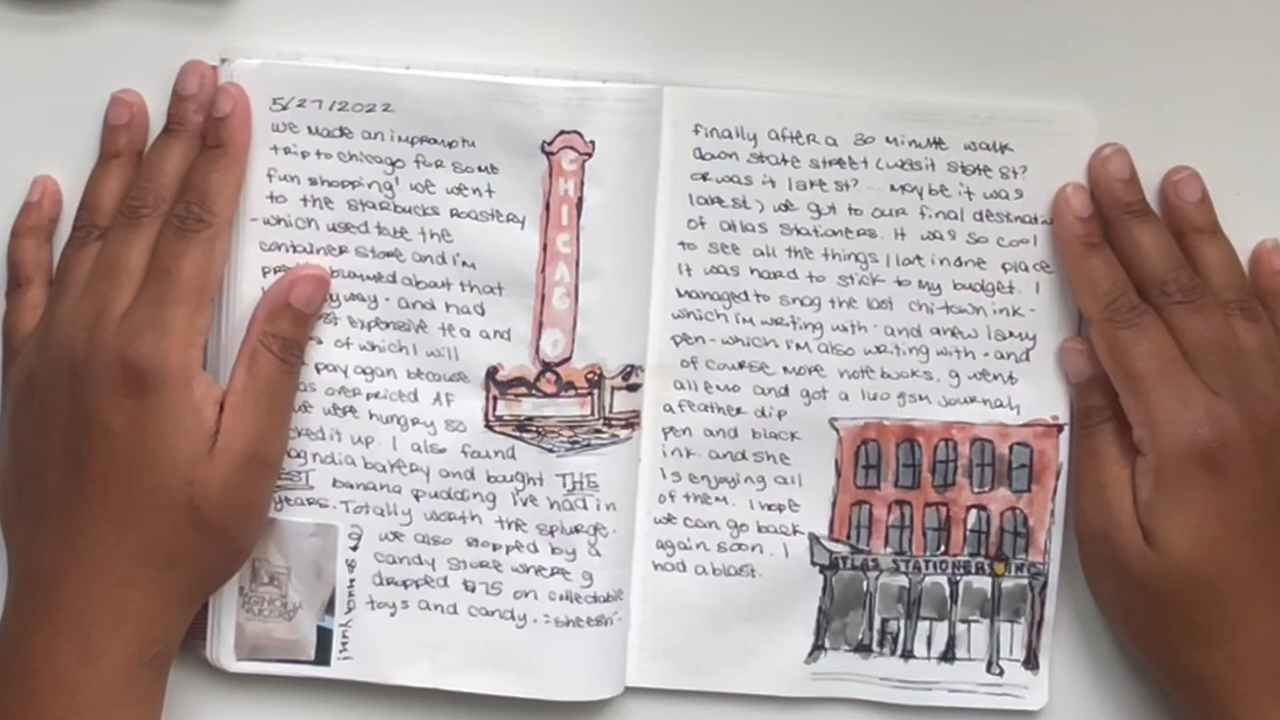 5/27/2022
we made an impromptu
trip to chicago for some
fun shopping! we went
to the starbucks Roastery
-which used to be the
container store and i'm
bummed about that
way - and had
expensive tea and
of which I will
pay again because
overpriced AF
we were hungry so
it up. I also found
bakery and bought THE
banana pudding i've had in
years. Totally worth the splurge.
we also stopped by a
candy store where g
dropped $75 on collectable
toys and candy. -sheesh-
CHICAGO
finally after a 30 minute walk
down state street (was it state st?
or was it lake st? ... maybe it was
lake st.) we got to our final destination
of atlas stationers. it was so cool
to see all the things I love in one place
it was hard to stick to my budget. I
managed to snag the last chi-town ink -
which i'm writing with - and a new lamy
pen - which i'm also writing with - and
of course more notebooks. g went
all emo and got a 160 gsm journal,
a feather dip
pen and black
ink and she
is enjoying all
of them. I hope
we can go back
again soon. I
had a blast.
ATLAS STATIONERS INC